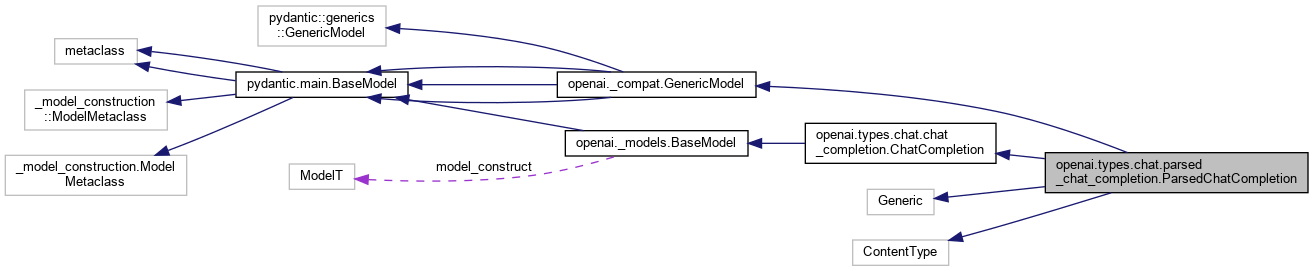 pydantic::generics
::GenericModel
metaclass
pydantic.main.BaseModel
openai._compat.GenericModel
_model_construction
::ModelMetaclass
openai._models.BaseModel
openai.types.chat.chat
_completion.ChatCompletion
_model_construction.Model
Metaclass
ModelT
model_construct
openai.types.chat.parsed
_chat_completion.ParsedChatCompletion
Generic
ContentType